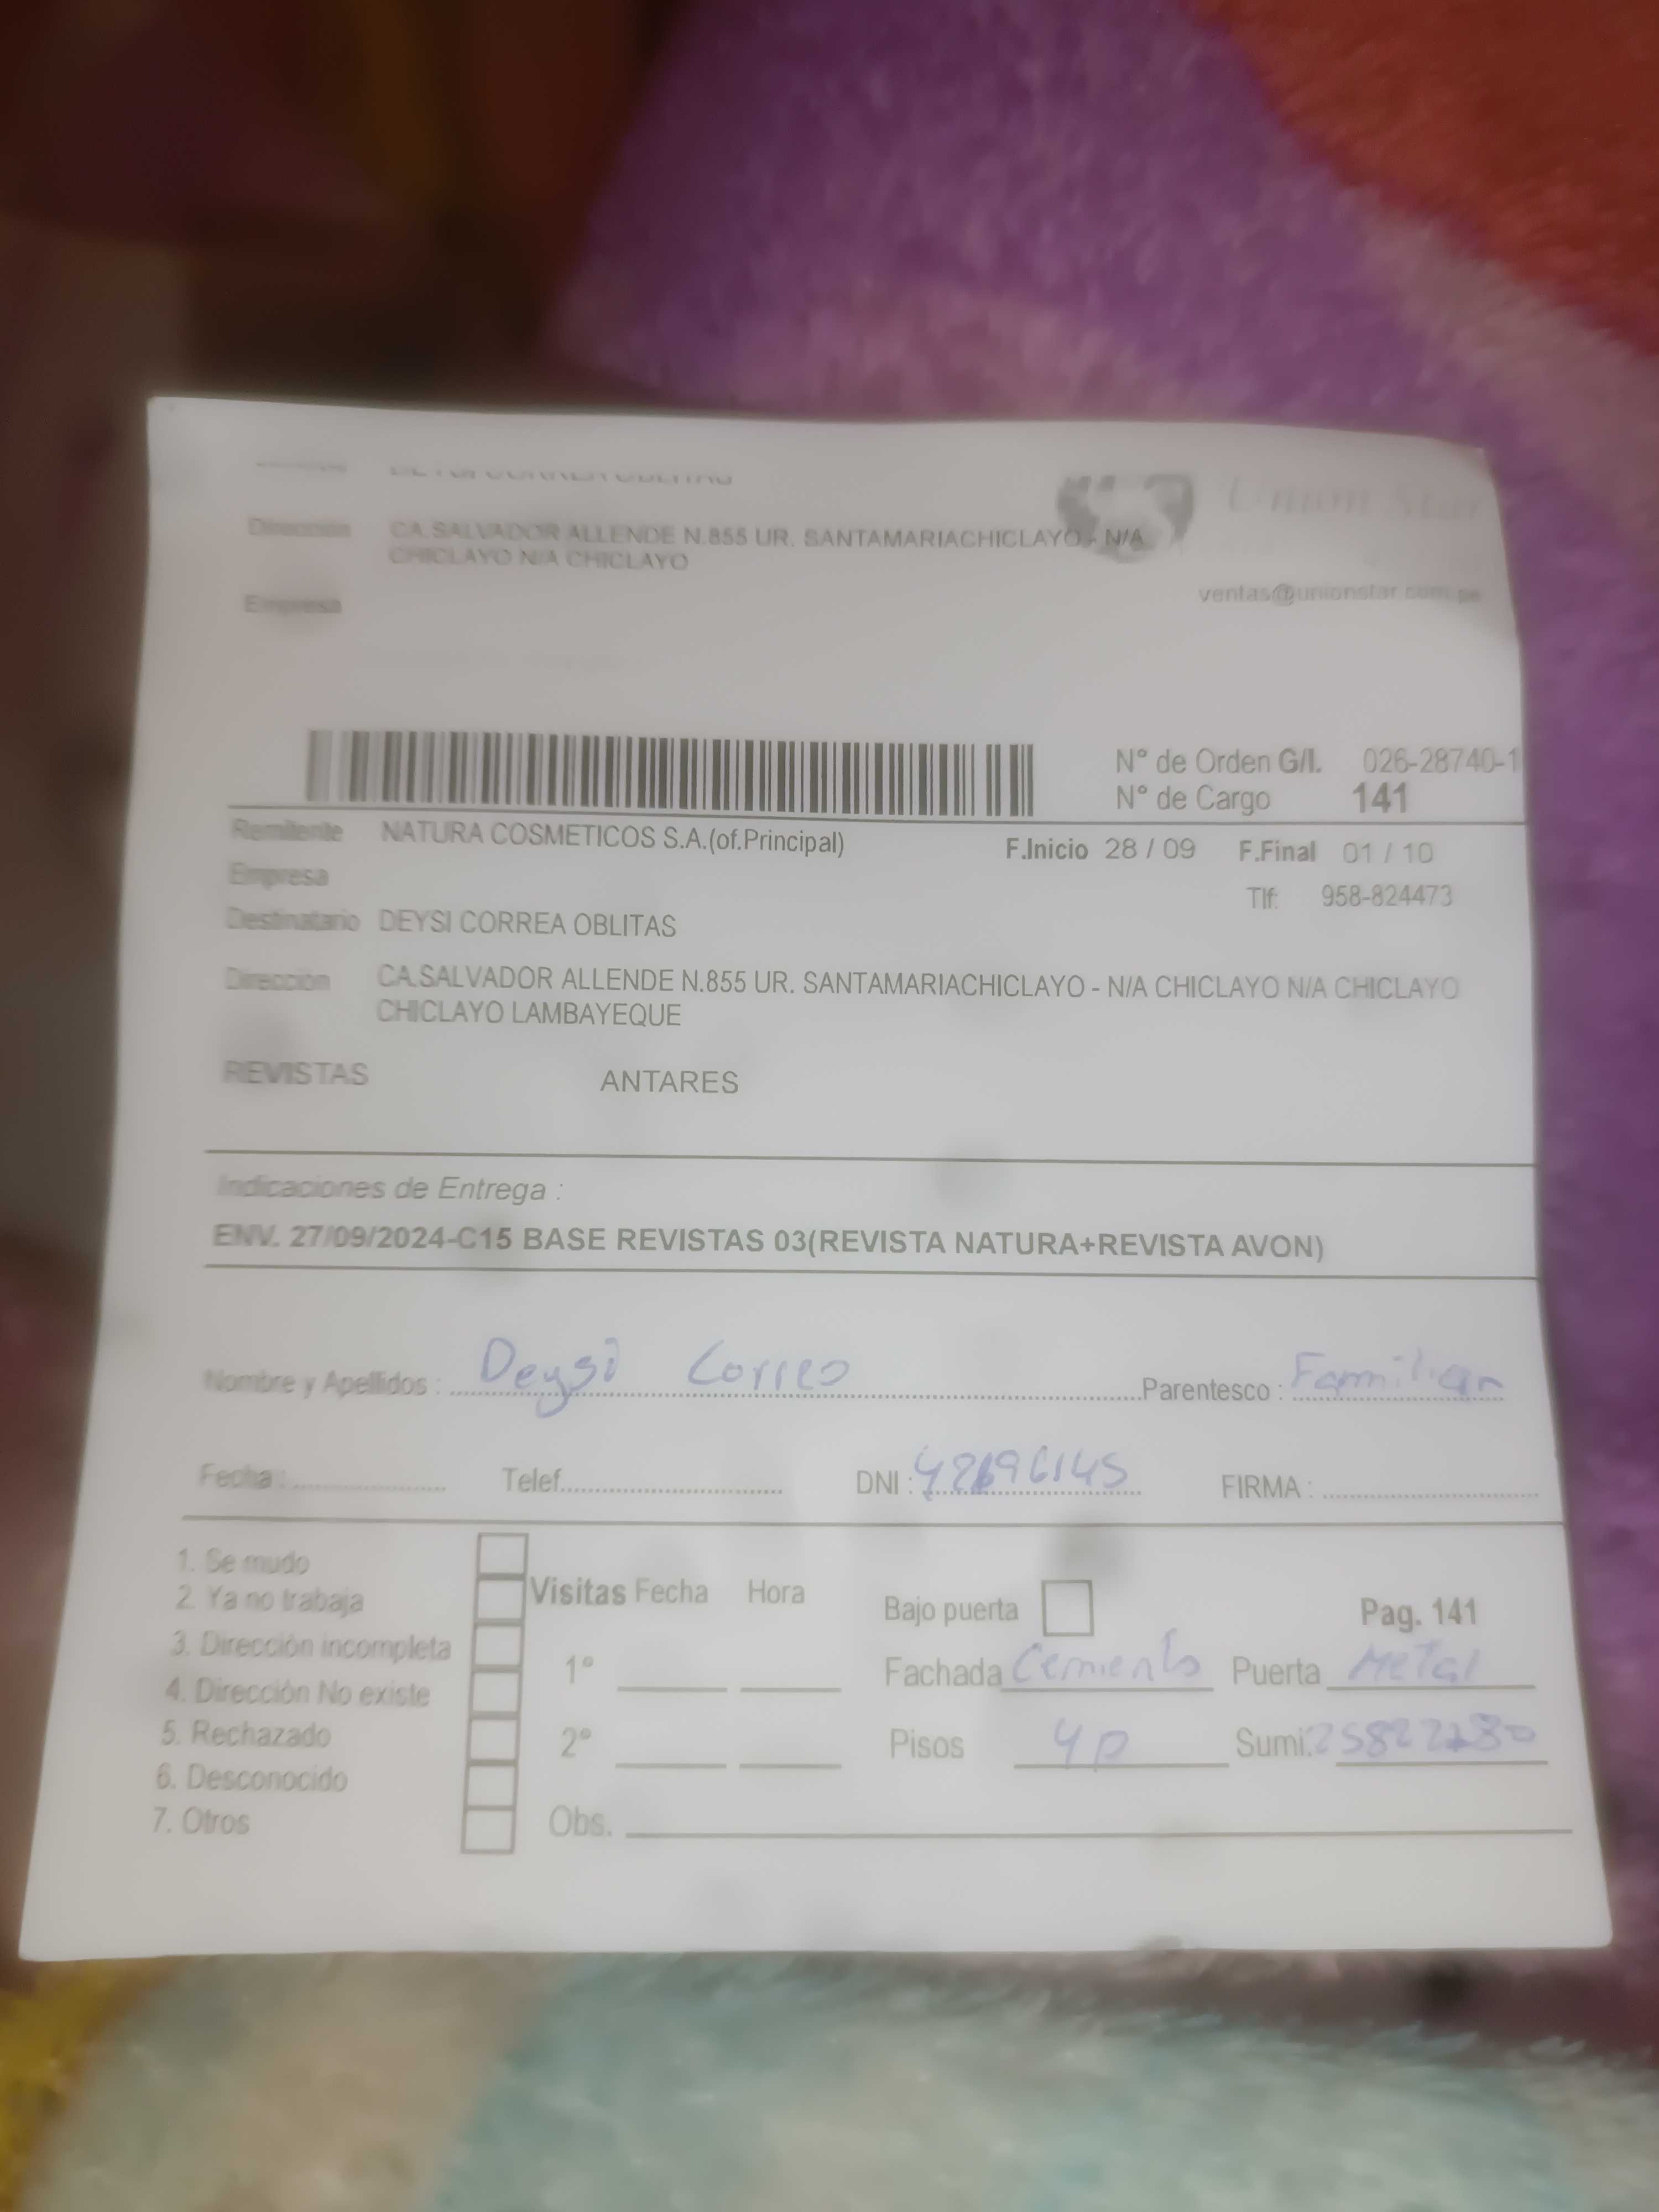 DEYSI CORREA OBLITAS
Union Star
Dirección CA.SALVADOR ALLENDE N.855 UR. SANTAMARIACHICLAYO - N/A
CHICLAYO N/A CHICLAYO
ventas@unionstar.com.pe
Empresa
N° de Orden G/I. 026-28740-1
N° de Cargo 141
Remitente NATURA COSMETICOS S.A.(of.Principal) F.Inicio 28 / 09 F.Final 01 / 10
Empresa
Tlf: 958-824473
Destinatario DEYSI CORREA OBLITAS
Dirección CA.SALVADOR ALLENDE N.855 UR. SANTAMARIACHICLAYO - N/A CHICLAYO N/A CHICLAYO
CHICLAYO LAMBAYEQUE
REVISTAS ANTARES
Indicaciones de Entrega :
ENV. 27/09/2024-C15 BASE REVISTAS 03(REVISTA NATURA+REVISTA AVON)
Nombre y Apellidos : Deysi Correo Parentesco : Familiar
Fecha : Telef. DNI : FIRMA :
1. Se mudo
2. Ya no trabaja
3. Dirección incompleta
4. Dirección No existe
5. Rechazado
6. Desconocido
7. Otros
Visitas Fecha Hora
1°
2°
Obs.
Bajo puerta Pag. 141
Fachada Cemento Puerta Metal
Pisos 4p Sumi.